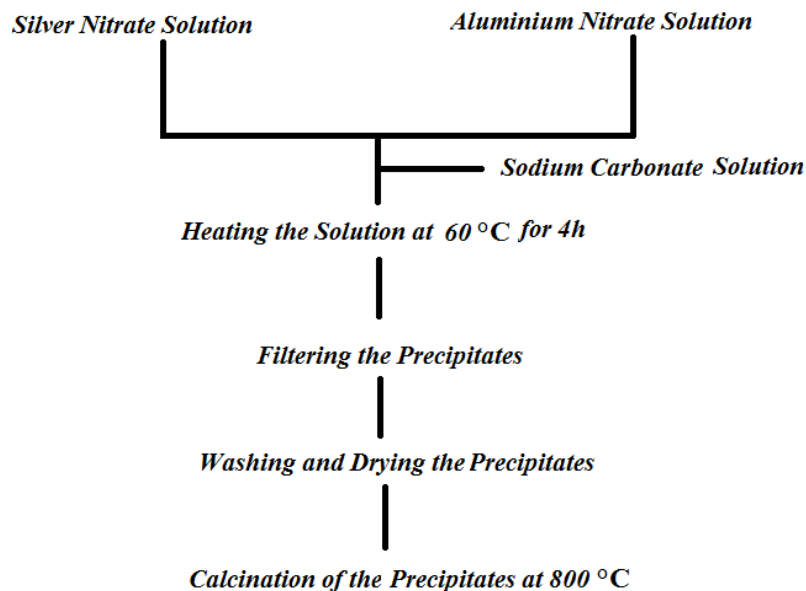 Silver Nitrate Solution
Aluminium Nitrate Solution
Sodium Carbonate Solution
Heating the Solution at 60 °C for 4h
Filtering the Precipitates
Washing and Drying the Precipitates
Calcination of the Precipitates at 800 °C